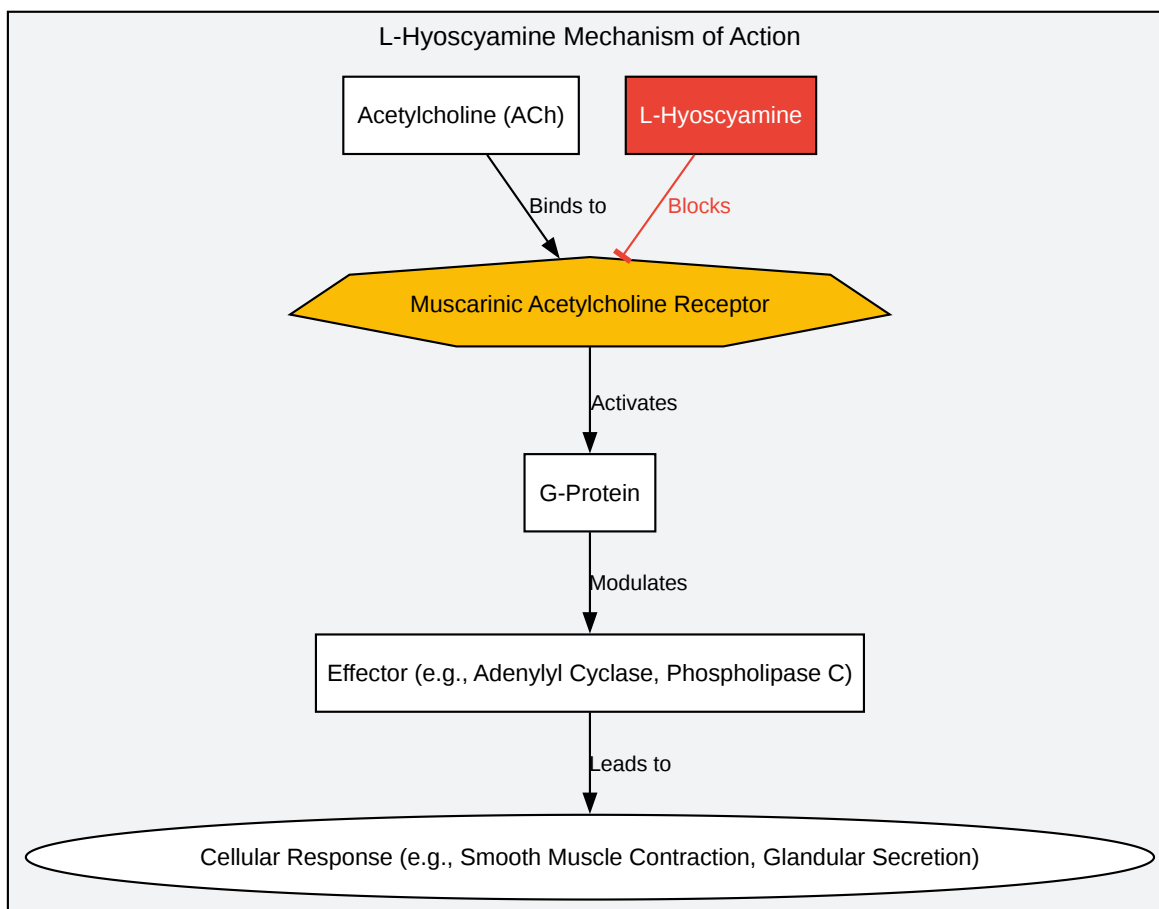 L-Hyoscyamine Mechanism of Action
Acetylcholine (ACh)
L-Hyoscyamine
Binds to
Blocks
Muscarinic Acetylcholine Receptor
Activates
G-Protein
Modulates
Effector (e.g., Adenylyl Cyclase, Phospholipase C)
Leads to
Cellular Response (e.g., Smooth Muscle Contraction, Glandular Secretion)